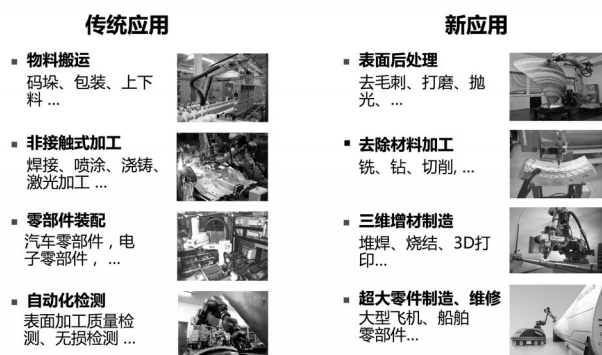 传统应用
物料搬运
码垛、包装、上下
料 ...
非接触式加工
焊接、喷涂、浇铸、
激光加工 ...
零部件装配
汽车零部件，电
子零部件， ...
自动化检测
表面加工质量检
测、无损检测 ...
新应用
表面后处理
去毛刺、打磨、抛
光、...
去除材料加工
铣、钻、切削, ...
三维增材制造
堆焊、烧结、3D打
印...
超大零件制造、维修
大型飞机、船舶
零部件...